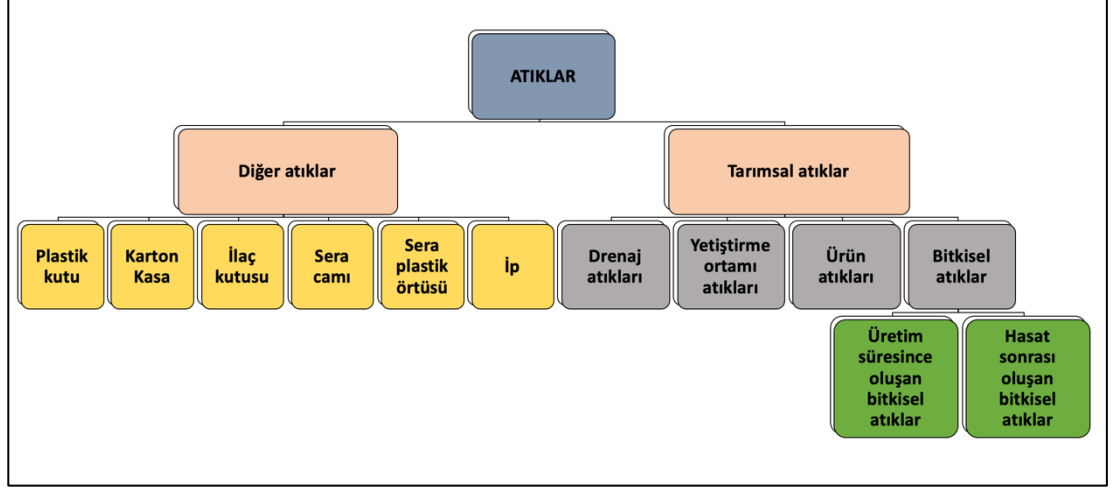 ATIKLAR
Diğer atıklar
Tarımsal atıklar
Plastik
kutu
Karton
Kasa
İlaç
kutusu
Sera
camı
Sera
plastik
örtüsü
İp
Drenaj
atıkları
Yetiştirme
ortamı
atıkları
Ürün
atıkları
Bitkisel
atıklar
Üretim
süresince
oluşan
bitkisel
atıklar
Hasat
sonrası
oluşan
bitkisel
atıklar